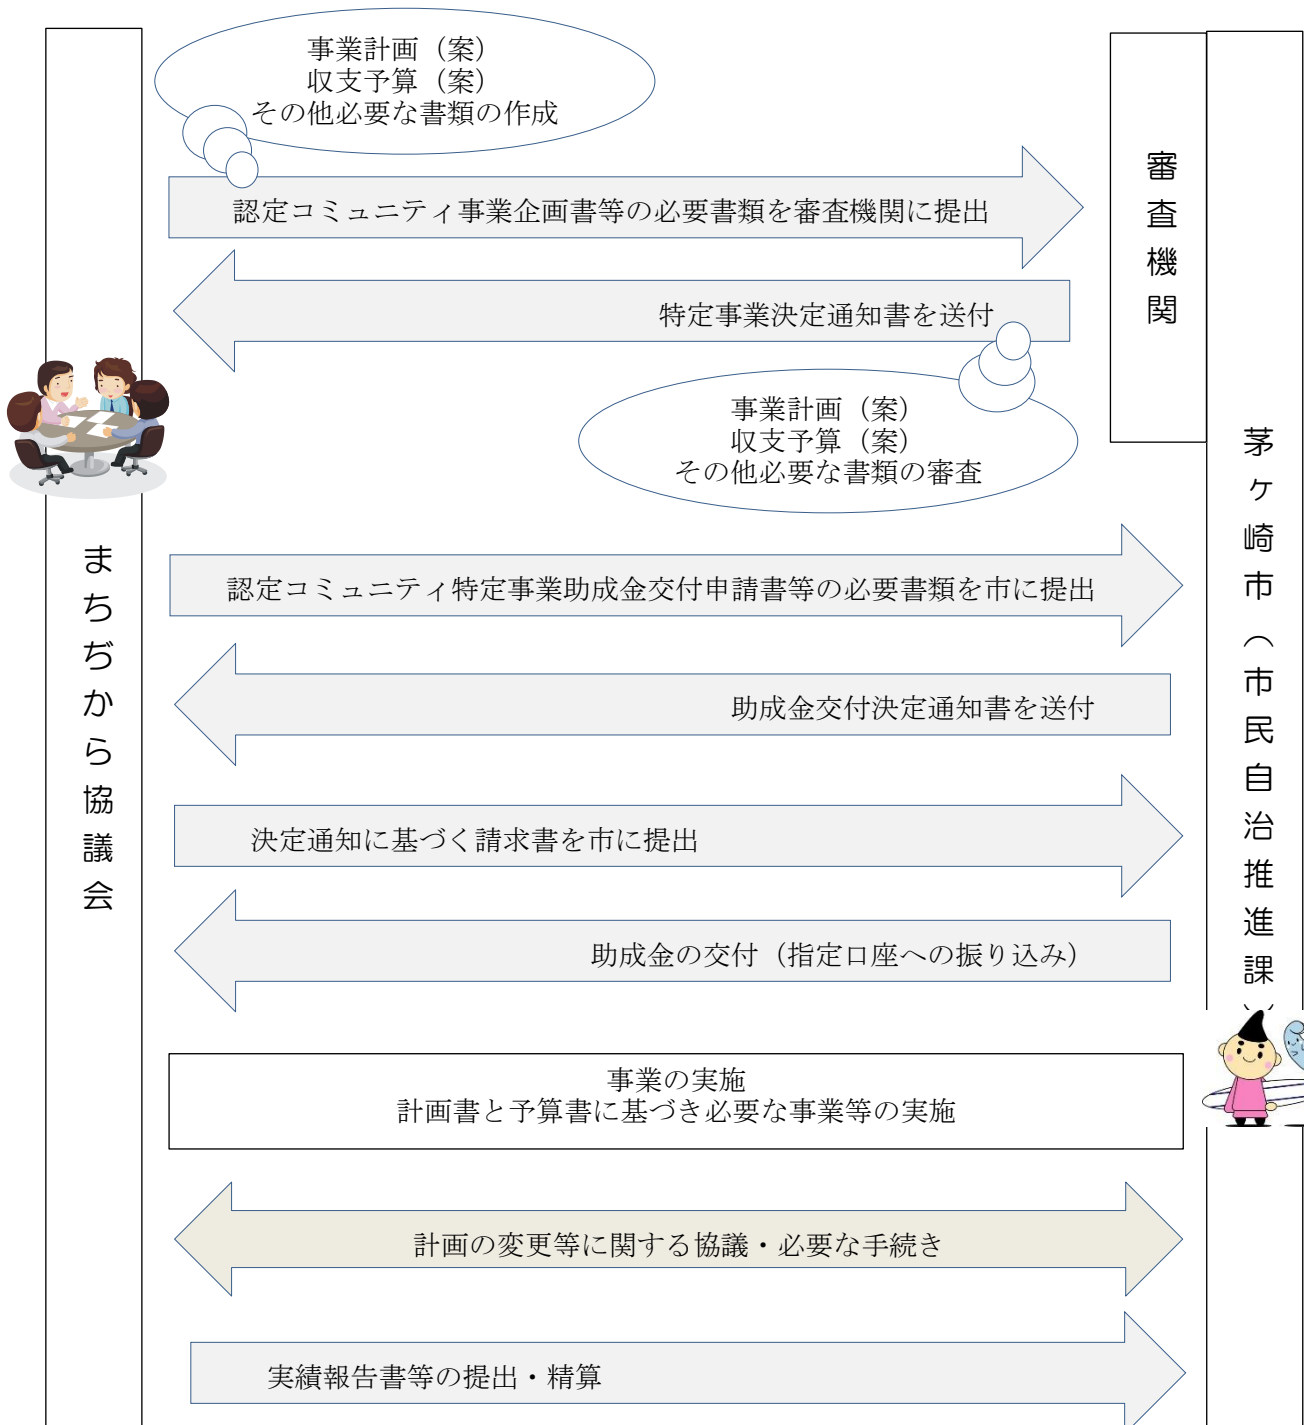 事業計画（案）
収支予算（案）
その他必要な書類の作成
認定コミュニティ事業企画書等の必要書類を審査機関に提出
審査機関
特定事業決定通知書を送付
事業計画（案）
収支予算（案）
その他必要な書類の審査
まちぢから協議会
茅ヶ崎市（市民自治推進課）
認定コミュニティ特定事業助成金交付申請書等の必要書類を市に提出
助成金交付決定通知書を送付
決定通知に基づく請求書を市に提出
助成金の交付（指定口座への振り込み）
事業の実施
計画書と予算書に基づき必要な事業等の実施
計画の変更等に関する協議・必要な手続き
実績報告書等の提出・精算